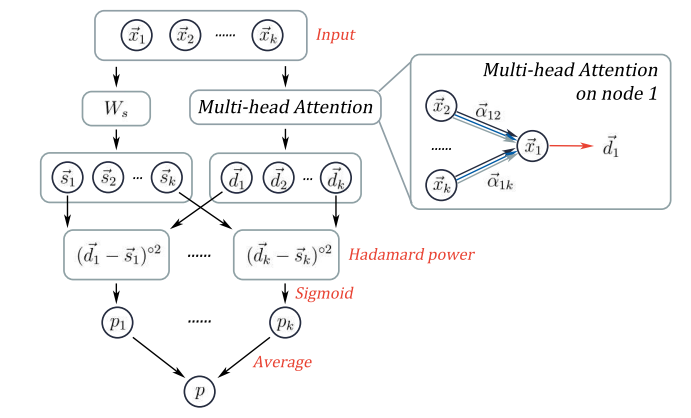 x⃗₁ x⃗₂ ...... x⃗ₖ Input
Wₛ Multi-head Attention
s⃗₁ s⃗₂ ... s⃗ₖ d⃗₁ d⃗₂ ... d⃗ₖ
(d⃗₁ − s⃗₁)°² ...... (d⃗ₖ − s⃗ₖ)°² Hadamard power
Sigmoid
p₁ ...... pₖ
Average
p
Multi-head Attention
on node 1
x⃗₂ α⃗₁₂
...... x⃗₁ d⃗₁
x⃗ₖ α⃗₁ₖ